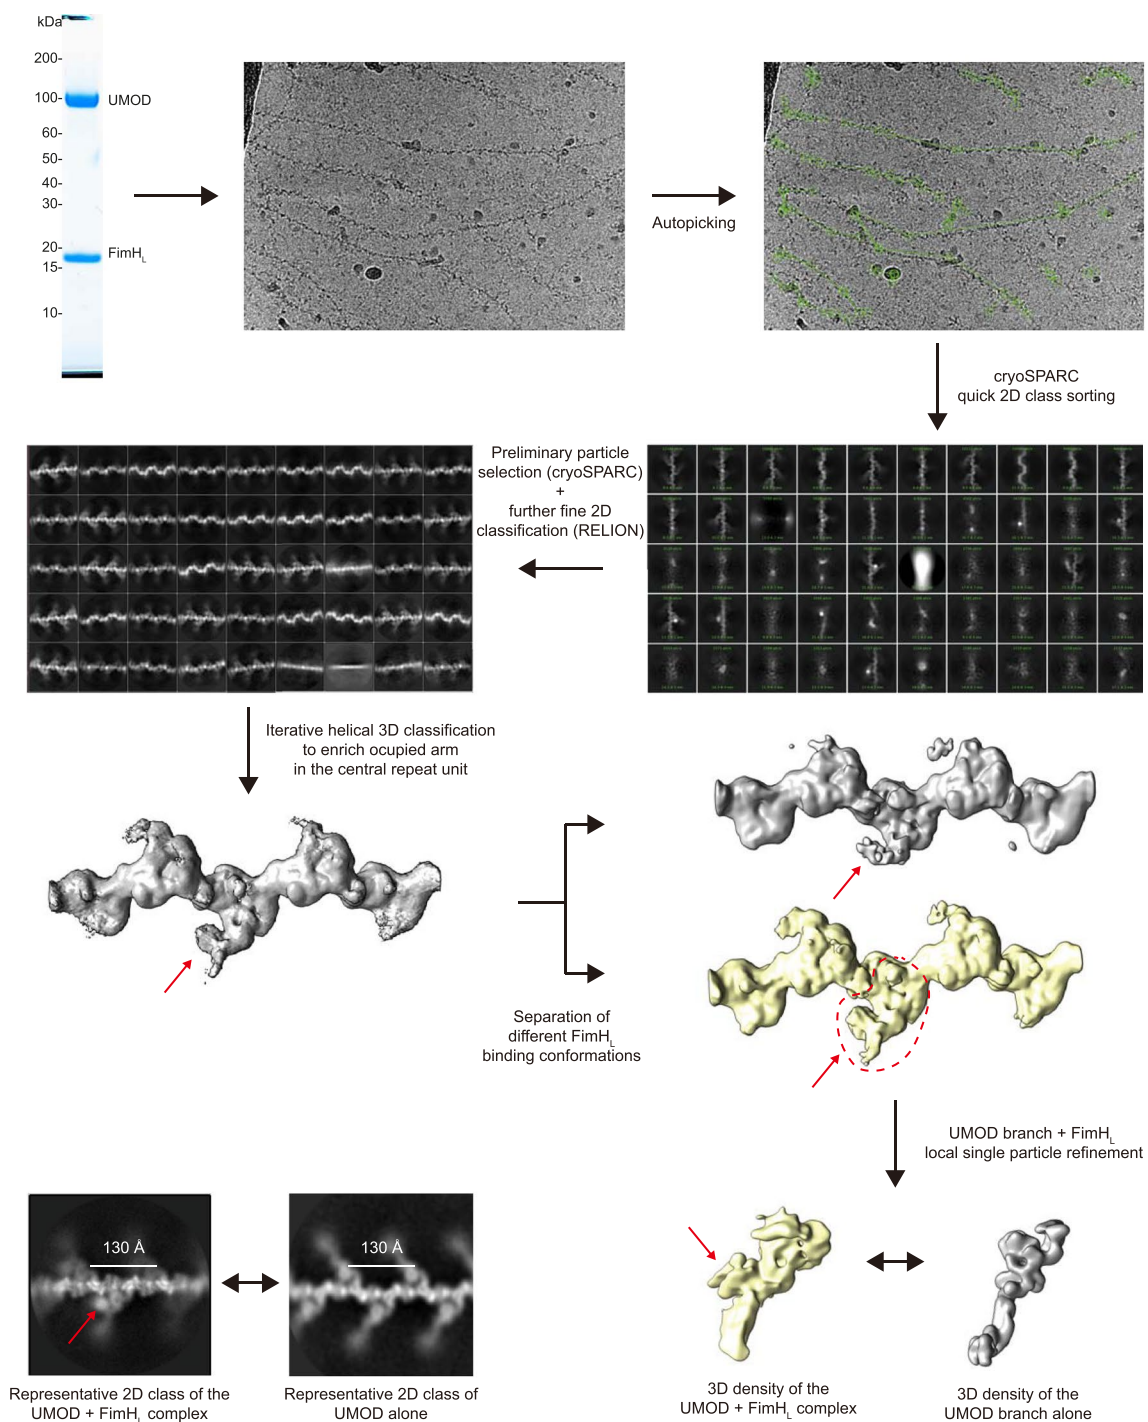 kDa
200-
100-
UMOD
60-
50-
40-
30-
20-
FimHL
15-
10-
Autopicking
cryoSPARC
quick 2D class sorting
Preliminary particle
selection (cryoSPARC)
+
further fine 2D
classification (RELION)
Iterative helical 3D classification
to enrich ocupied arm
in the central repeat unit
Separation of
different FimHL
binding conformations
UMOD branch + FimHL
local single particle refinement
130 Å
130 Å
Representative 2D class of the
UMOD + FimHL complex
Representative 2D class of
UMOD alone
3D density of the
UMOD + FimHL complex
3D density of the
UMOD branch alone